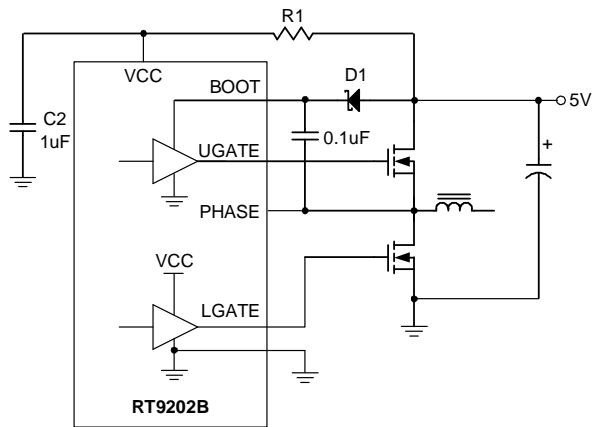 R1
VCC
D1
BOOT
5V
C2
1uF
0.1uF
+
UGATE
PHASE
VCC
LGATE
RT9202B